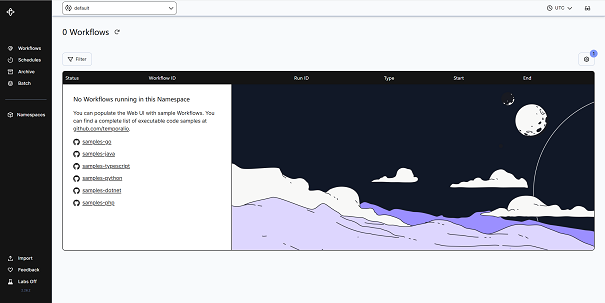 default
UTC
0 Workflows
Workflows
Schedules
Archive
Batch
Namespaces
Filter
1
Status Workflow ID Run ID Type Start End
No Workflows running in this Namespace
You can populate the Web UI with sample Workflows. You can find a complete list of executable code samples at
github.com/temporalio.
samples-go
samples-java
samples-typescript
samples-python
samples-dotnet
samples-php
Import
Feedback
Labs Off